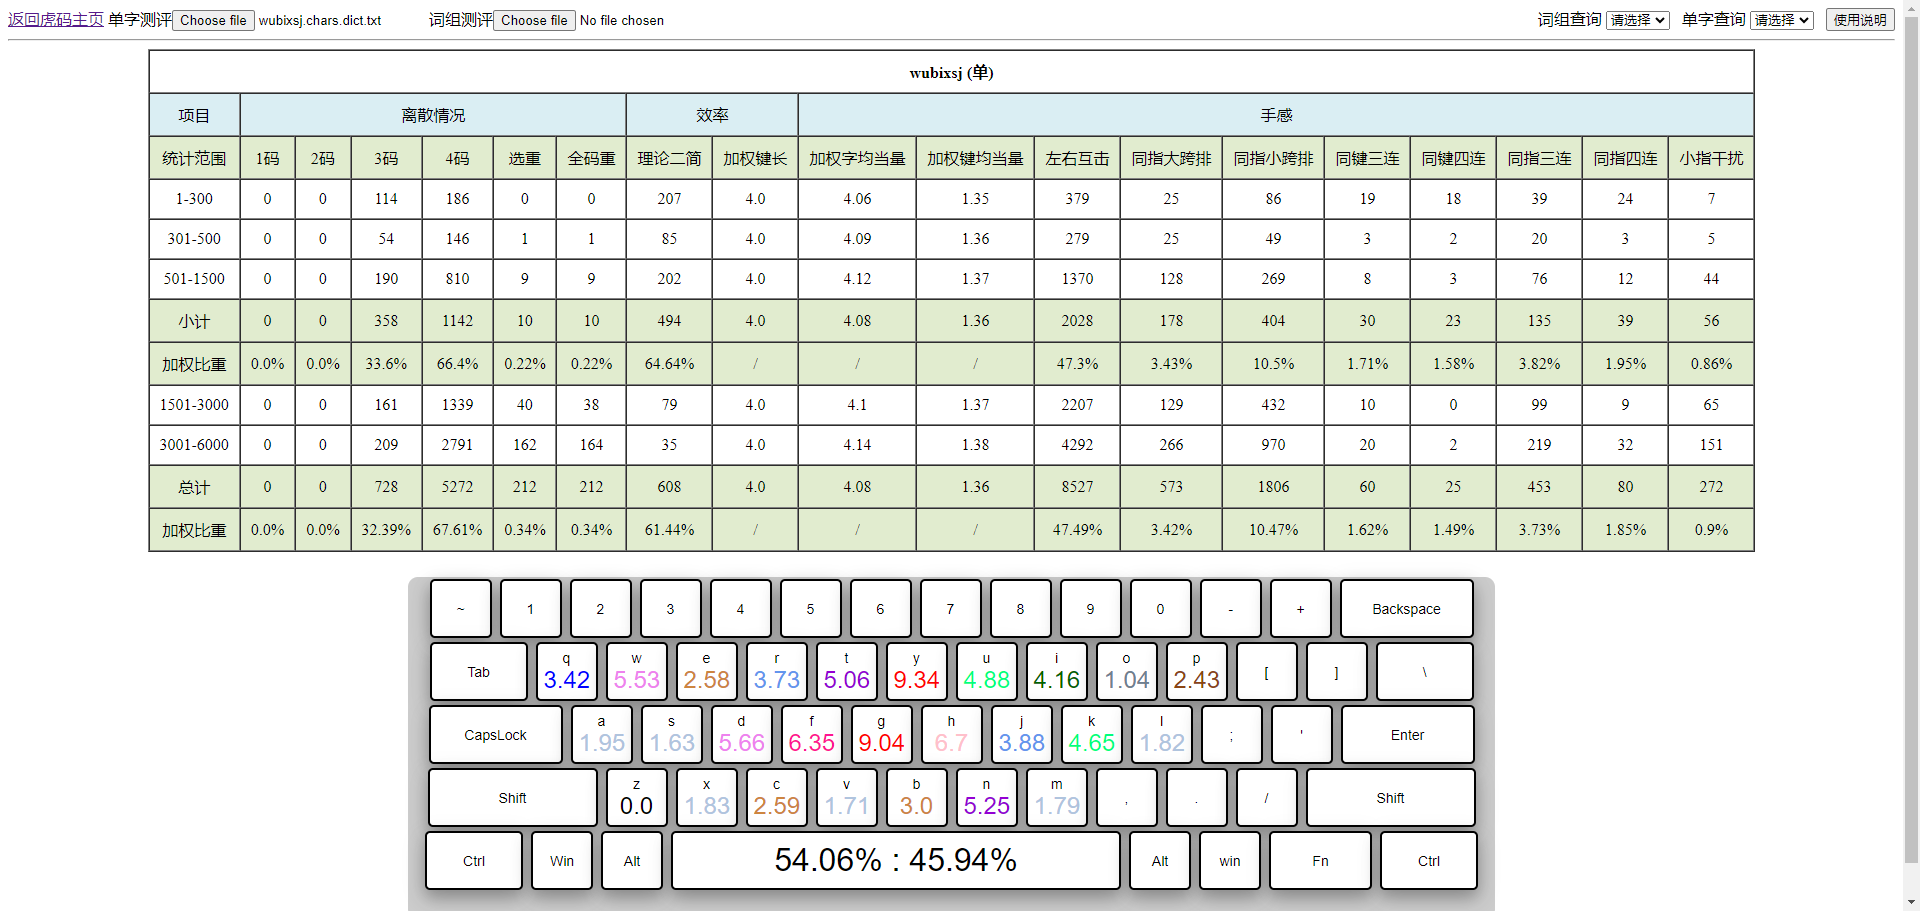 返回虎码主页 单字测评 Choose file wubixsj.chars.dict.txt 词组测评 Choose file No file chosen 词组查询 请选择 单字查询 请选择 使用说明
wubixsj (单)
项目 离散情况 效率 手感
统计范围 1码 2码 3码 4码 选重 全码重 理论二简 加权键长 加权字均当量 加权键均当量 左右互击 同指大跨排 同指小跨排 同键三连 同键四连 同指三连 同指四连 小指干扰
1-300 0 0 114 186 0 0 207 4.0 4.06 1.35 379 25 86 19 18 39 24 7
301-500 0 0 54 146 1 1 85 4.0 4.09 1.36 279 25 49 3 2 20 3 5
501-1500 0 0 190 810 9 9 202 4.0 4.12 1.37 1370 128 269 8 3 76 12 44
小计 0 0 358 1142 10 10 494 4.0 4.08 1.36 2028 178 404 30 23 135 39 56
加权比重 0.0% 0.0% 33.6% 66.4% 0.22% 0.22% 64.64% / / / 47.3% 3.43% 10.5% 1.71% 1.58% 3.82% 1.95% 0.86%
1501-3000 0 0 161 1339 40 38 79 4.0 4.1 1.37 2207 129 432 10 0 99 9 65
3001-6000 0 0 209 2791 162 164 35 4.0 4.14 1.38 4292 266 970 20 2 219 32 151
总计 0 0 728 5272 212 212 608 4.0 4.08 1.36 8527 573 1806 60 25 453 80 272
加权比重 0.0% 0.0% 32.39% 67.61% 0.34% 0.34% 61.44% / / / 47.49% 3.42% 10.47% 1.62% 1.49% 3.73% 1.85% 0.9%
~ 1 2 3 4 5 6 7 8 9 0 - + Backspace
q w e r t y u i o p
Tab 3.42 5.53 2.58 3.73 5.06 9.34 4.88 4.16 1.04 2.43 [ ] \
a s d f g h j k l
CapsLock 1.95 1.63 5.66 6.35 9.04 6.7 3.88 4.65 1.82 ; ' Enter
z x c v b n m
Shift 0.0 1.83 2.59 1.71 3.0 5.25 1.79 , . / Shift
Ctrl Win Alt 54.06% : 45.94% Alt win Fn Ctrl